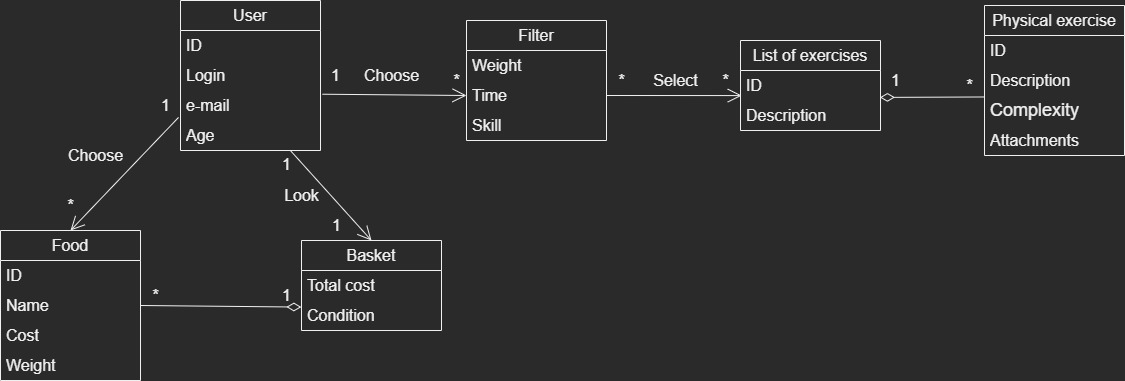 User
ID
Login
e-mail
Age
1
Choose
*
Filter
Weight
Time
Skill
*
Select
*
List of exercises
ID
Description
1
*
Physical exercise
ID
Description
Complexity
Attachments
1
Choose
*
1
Look
1
Food
ID
Name
Cost
Weight
*
1
Basket
Total cost
Condition